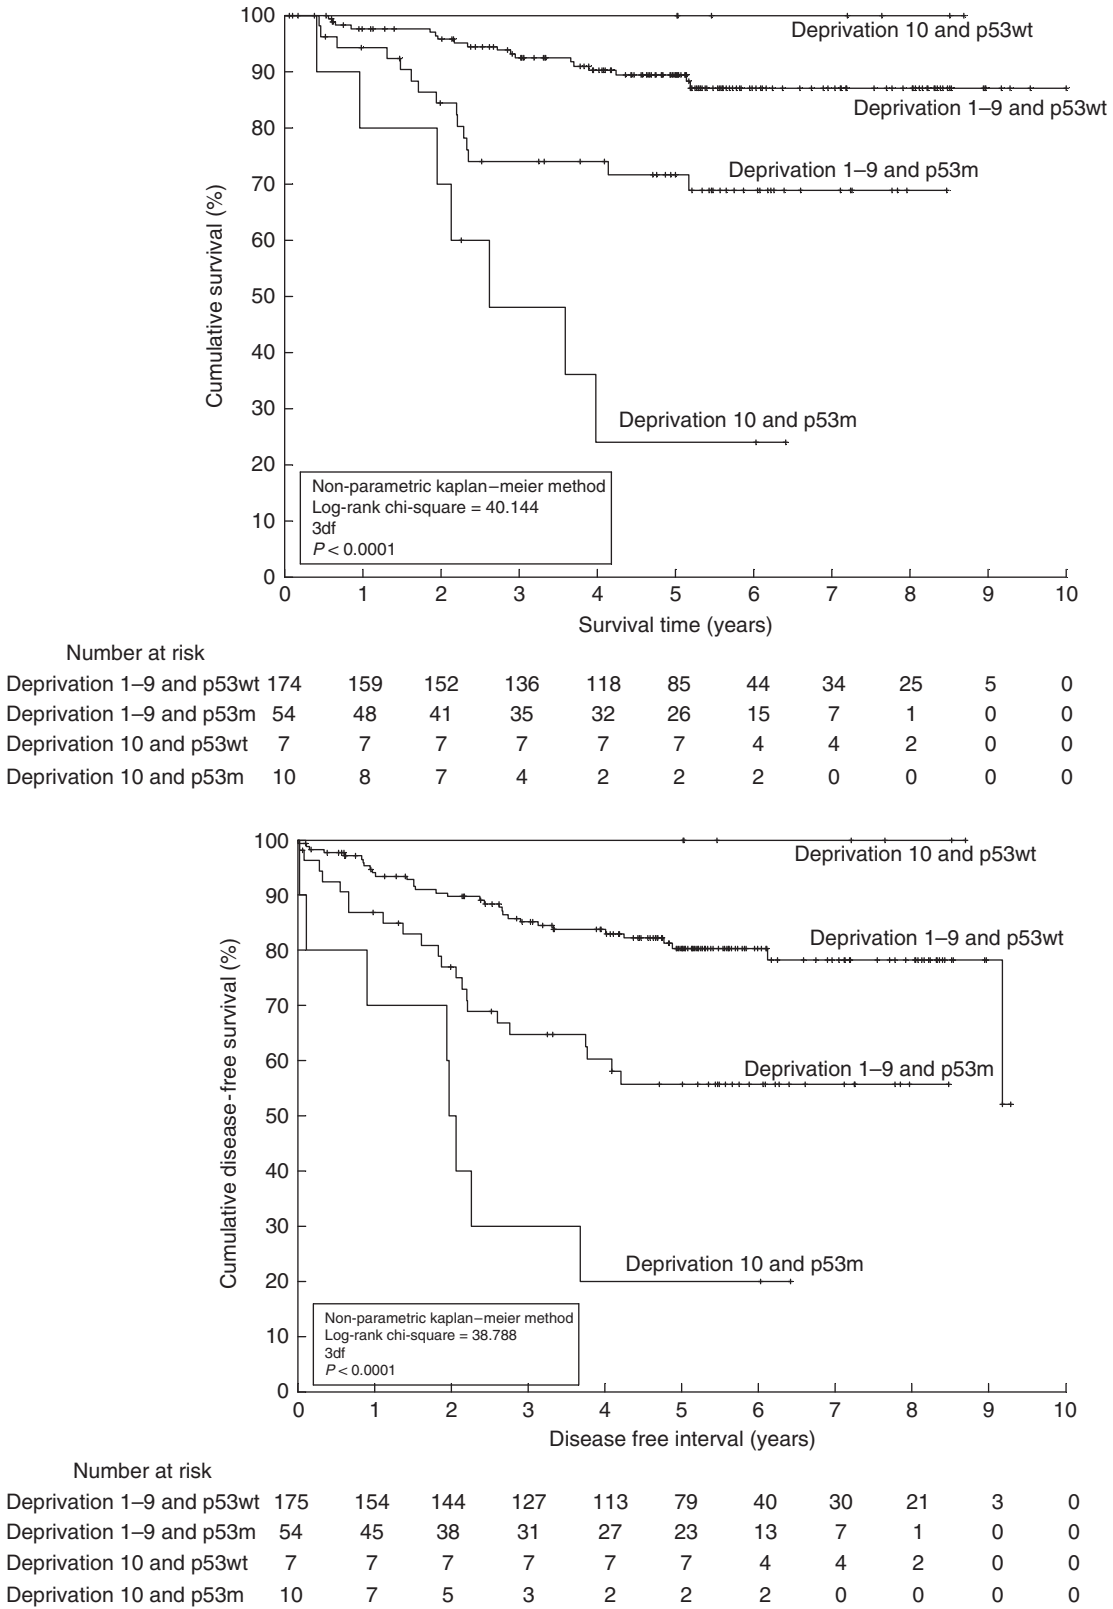 100
90
80
70
60
50
40
30
20
10
0
Cumulative survival (%)
Deprivation 10 and p53wt
Deprivation 1–9 and p53wt
Deprivation 1–9 and p53m
Deprivation 10 and p53m
Non-parametric kaplan–meier method
Log-rank chi-square = 40.144
3df
P < 0.0001
0 1 2 3 4 5 6 7 8 9 10
Survival time (years)
Number at risk
Deprivation 1–9 and p53wt 174 159 152 136 118 85 44 34 25 5 0
Deprivation 1–9 and p53m 54 48 41 35 32 26 15 7 1 0 0
Deprivation 10 and p53wt 7 7 7 7 7 7 4 4 2 0 0
Deprivation 10 and p53m 10 8 7 4 2 2 2 0 0 0 0
100
90
80
70
60
50
40
30
20
10
0
Cumulative disease-free survival (%)
Deprivation 10 and p53wt
Deprivation 1–9 and p53wt
Deprivation 1–9 and p53m
Deprivation 10 and p53m
Non-parametric kaplan–meier method
Log-rank chi-square = 38.788
3df
P < 0.0001
0 1 2 3 4 5 6 7 8 9 10
Disease free interval (years)
Number at risk
Deprivation 1–9 and p53wt 175 154 144 127 113 79 40 30 21 3 0
Deprivation 1–9 and p53m 54 45 38 31 27 23 13 7 1 0 0
Deprivation 10 and p53wt 7 7 7 7 7 7 4 4 2 0 0
Deprivation 10 and p53m 10 7 5 3 2 2 2 0 0 0 0